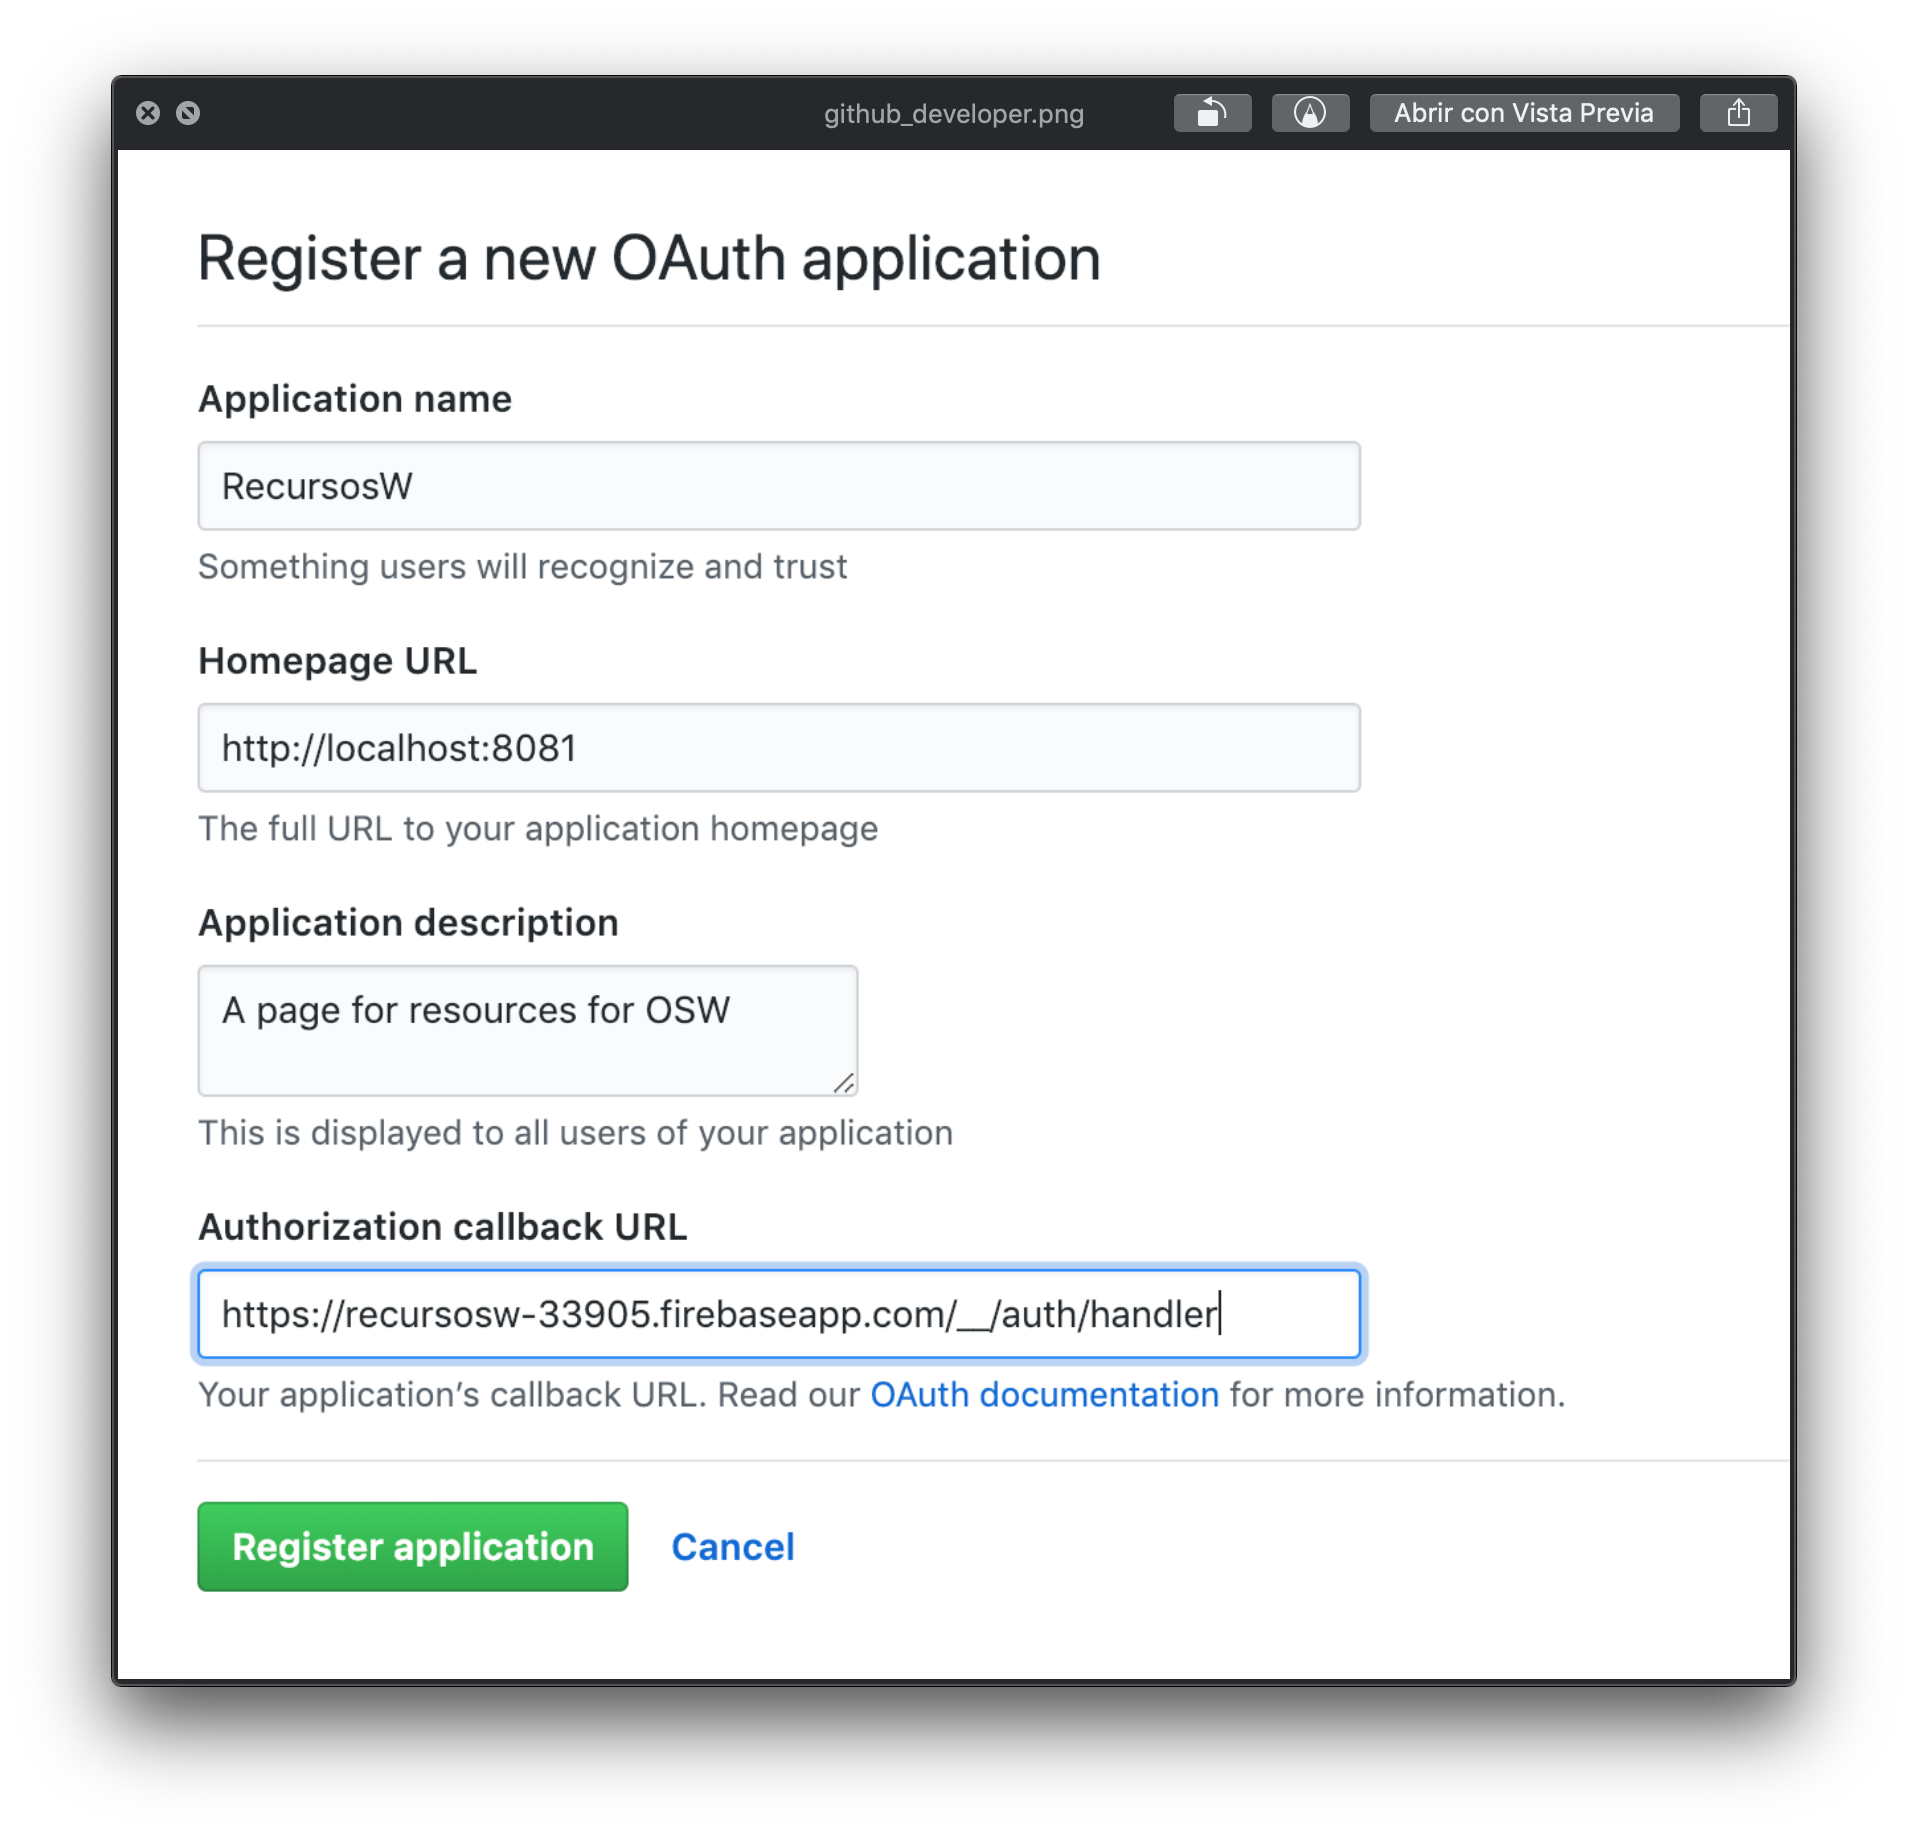 github_developer.png
Abrir con Vista Previa
Register a new OAuth application
Application name
RecursosW
Something users will recognize and trust
Homepage URL
http://localhost:8081
The full URL to your application homepage
Application description
A page for resources for OSW
This is displayed to all users of your application
Authorization callback URL
https://recursosw-33905.firebaseapp.com/__/auth/handler
Your application’s callback URL. Read our OAuth documentation for more information.
Register application
Cancel